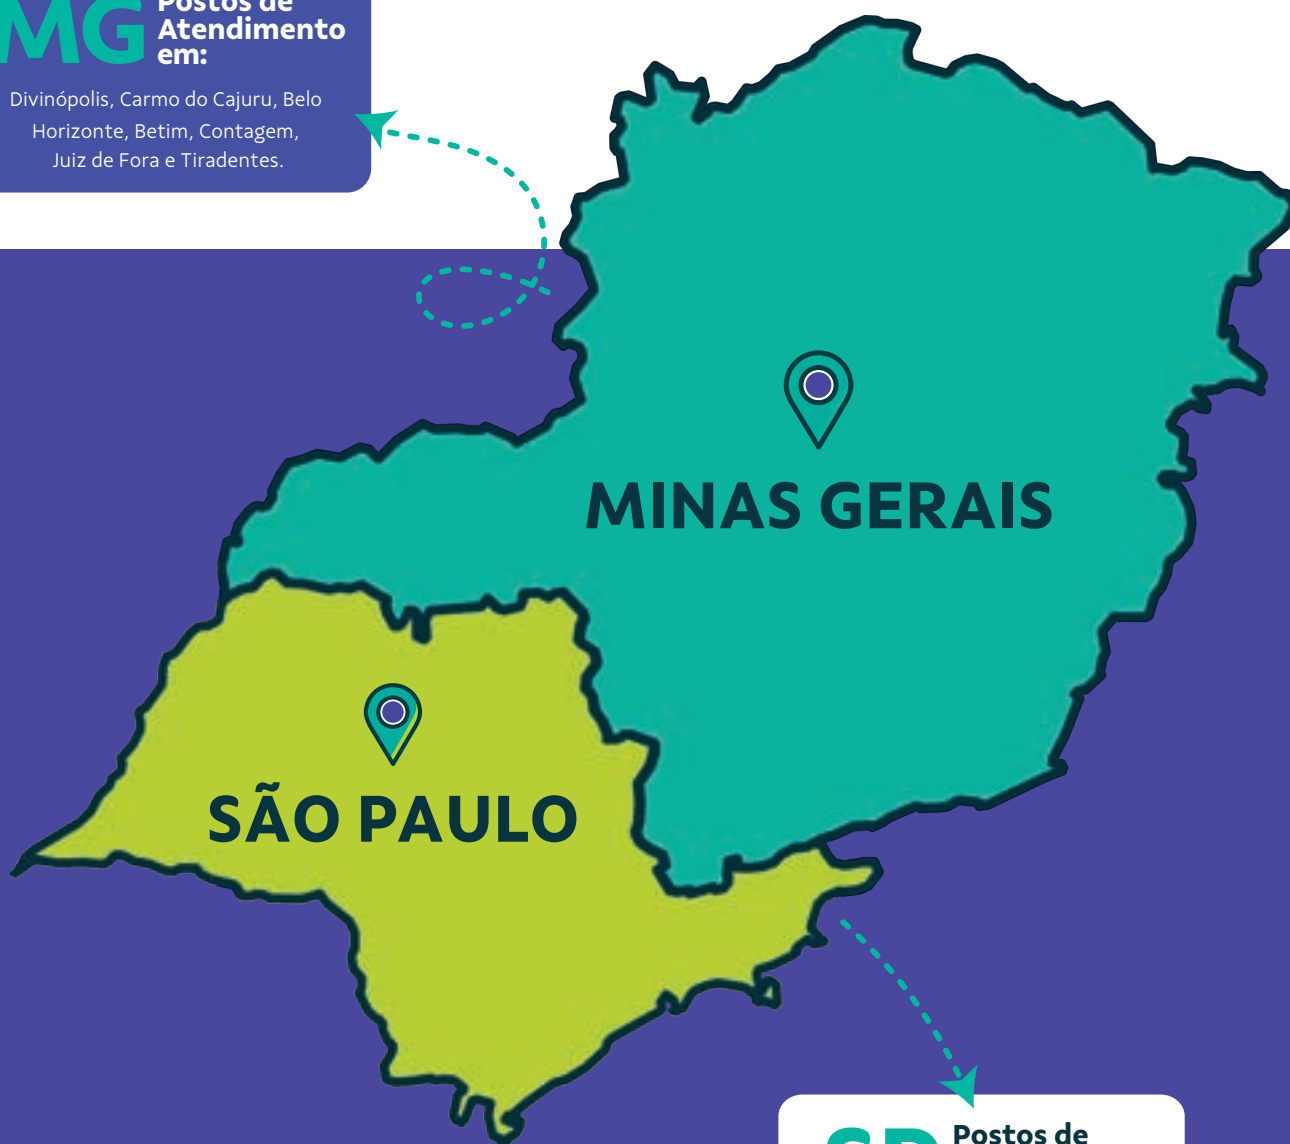 MG
Postos de
Atendimento
em:
Divinópolis, Carmo do Cajuru, Belo
Horizonte, Betim, Contagem,
Juiz de Fora e Tiradentes.
MINAS GERAIS
SÃO PAULO
SP
Postos de